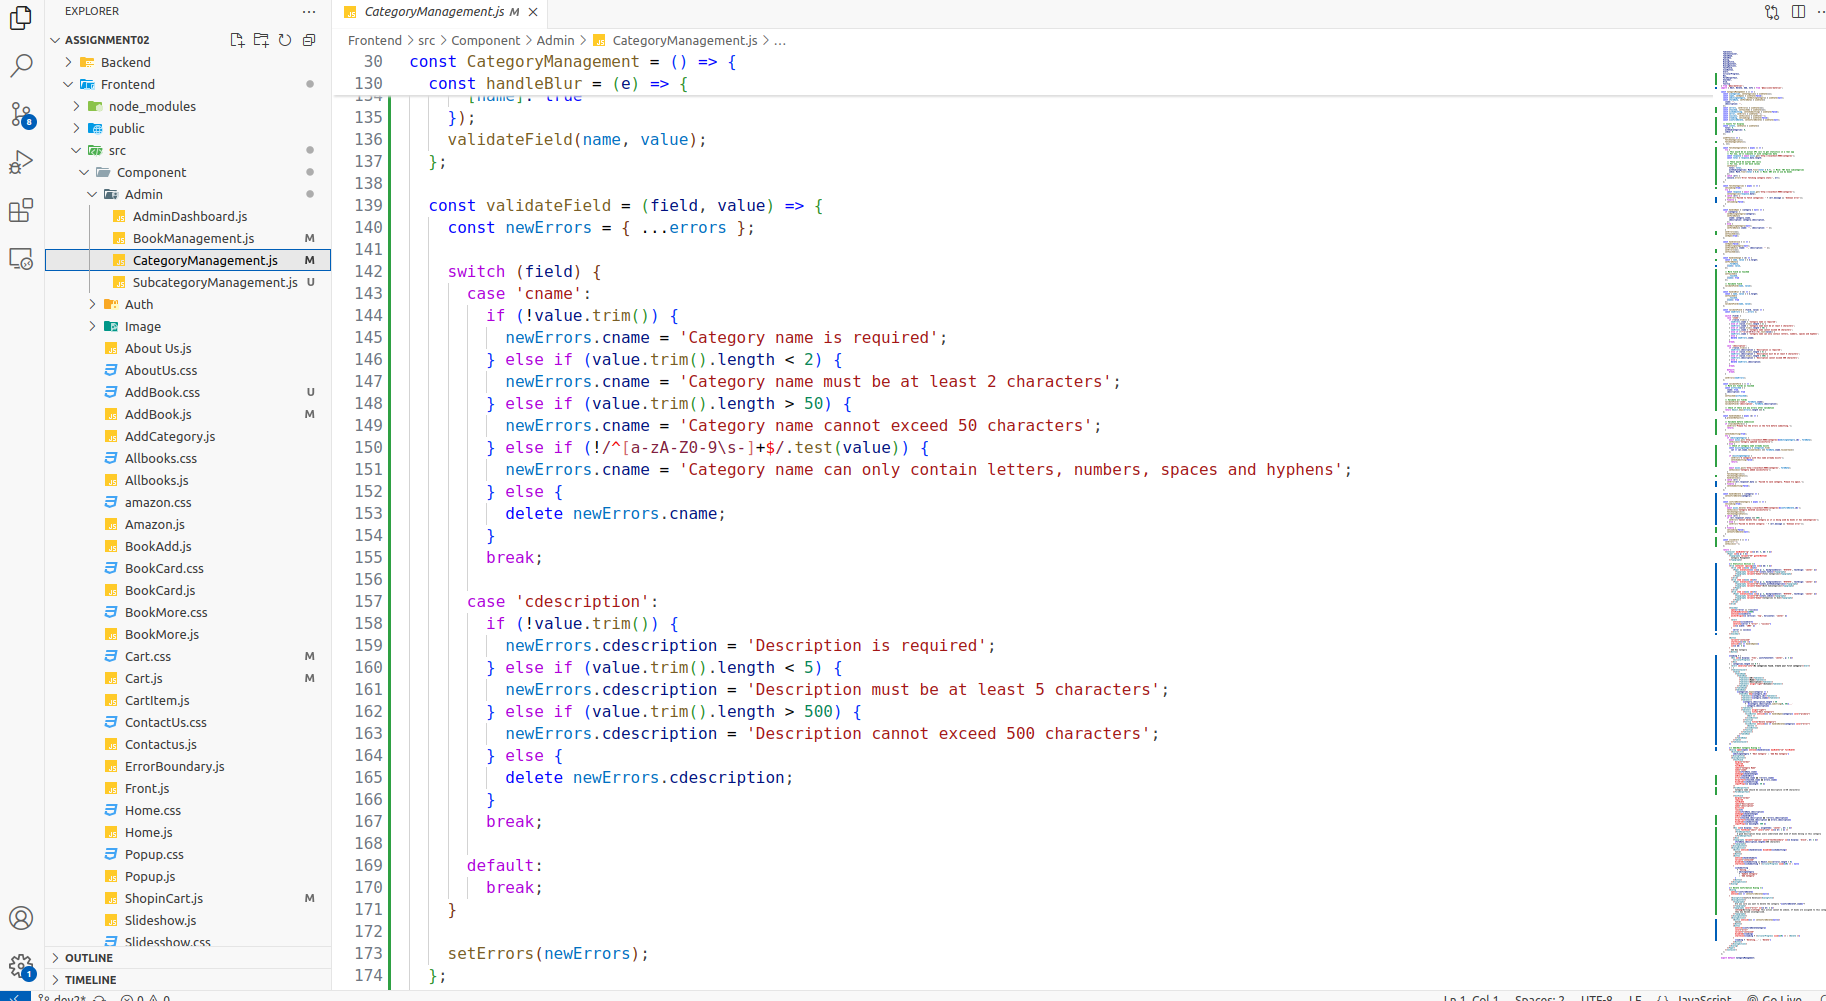 EXPLORER
ASSIGNMENT02
Backend
Frontend
node_modules
public
src
Component
Admin
AdminDashboard.js
BookManagement.js M
CategoryManagement.js M
SubcategoryManagement.js U
Auth
Image
About Us.js
AboutUs.css
AddBook.css U
AddBook.js M
AddCategory.js
Allbooks.css
Allbooks.js
amazon.css
Amazon.js
BookAdd.js
BookCard.css
BookCard.js
BookMore.css
BookMore.js
Cart.css M
Cart.js M
CartItem.js
ContactUs.css
Contactus.js
ErrorBoundary.js
Front.js
Home.css
Home.js
Popup.css
Popup.js
ShopinCart.js M
Slideshow.js
Slidesshow.css
OUTLINE
TIMELINE
8
1
CategoryManagement.js M
Frontend > src > Component > Admin > CategoryManagement.js > ...
30 const CategoryManagement = () => {
130 const handleBlur = (e) => {
134 [name]: true
135 });
136 validateField(name, value);
137 };
138
139 const validateField = (field, value) => {
140 const newErrors = { ...errors };
141
142 switch (field) {
143 case 'cname':
144 if (!value.trim()) {
145 newErrors.cname = 'Category name is required';
146 } else if (value.trim().length < 2) {
147 newErrors.cname = 'Category name must be at least 2 characters';
148 } else if (value.trim().length > 50) {
149 newErrors.cname = 'Category name cannot exceed 50 characters';
150 } else if (!/^[a-zA-Z0-9\s-]+$/.test(value)) {
151 newErrors.cname = 'Category name can only contain letters, numbers, spaces and hyphens';
152 } else {
153 delete newErrors.cname;
154 }
155 break;
156
157 case 'cdescription':
158 if (!value.trim()) {
159 newErrors.cdescription = 'Description is required';
160 } else if (value.trim().length < 5) {
161 newErrors.cdescription = 'Description must be at least 5 characters';
162 } else if (value.trim().length > 500) {
163 newErrors.cdescription = 'Description cannot exceed 500 characters';
164 } else {
165 delete newErrors.cdescription;
166 }
167 break;
168
169 default:
170 break;
171 }
172
173 setErrors(newErrors);
174 };
dev2* 0 0 Ln 1, Col 1 Spaces: 2 UTF-8 LF {} JavaScript Go Live